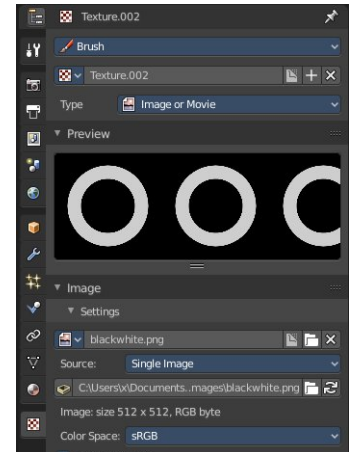 Texture.002
Brush
Texture.002
Type Image or Movie
Preview
Image
Settings
blackwhite.png
Source: Single Image
C:\Users\x\Documents..mages\blackwhite.png
Image: size 512 x 512, RGB byte
Color Space: sRGB